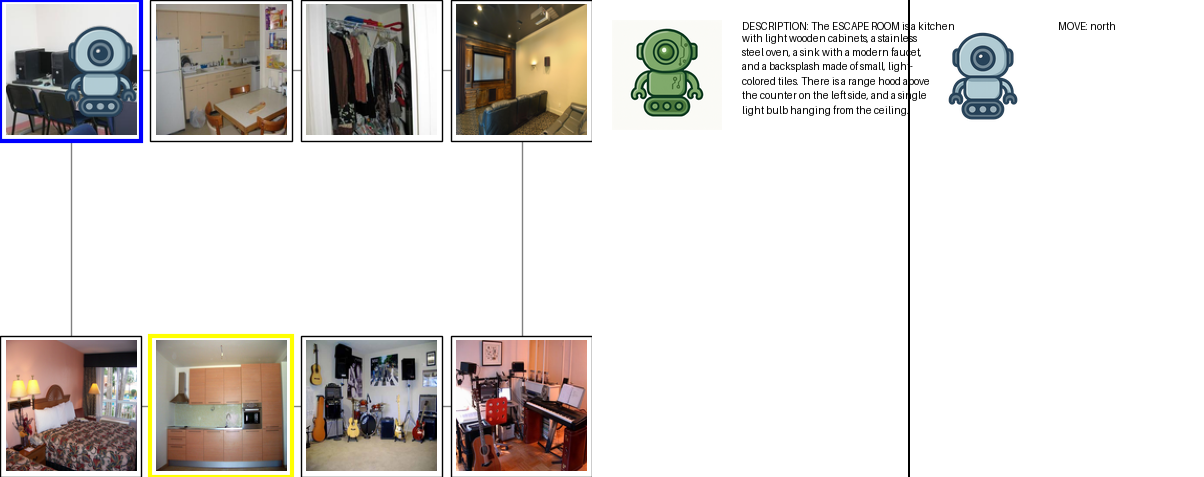 DESCRIPTION: The ESCAPE ROOM is a kitchen
with light wooden cabinets, a stainless
steel oven, a sink with a modern faucet,
and a backsplash made of small, light-
colored tiles. There is a range hood above
the counter on the left side, and a single
light bulb hanging from the ceiling.
MOVE: north